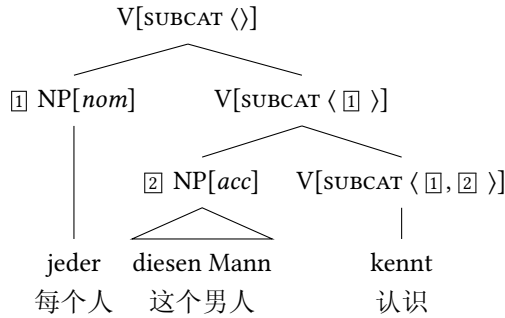 V[SUBCAT ⟨⟩]
1 NP[nom] V[SUBCAT ⟨ 1 ⟩]
2 NP[acc] V[SUBCAT ⟨ 1, 2 ⟩]
jeder diesen Mann kennt
每个人 这个男人 认识